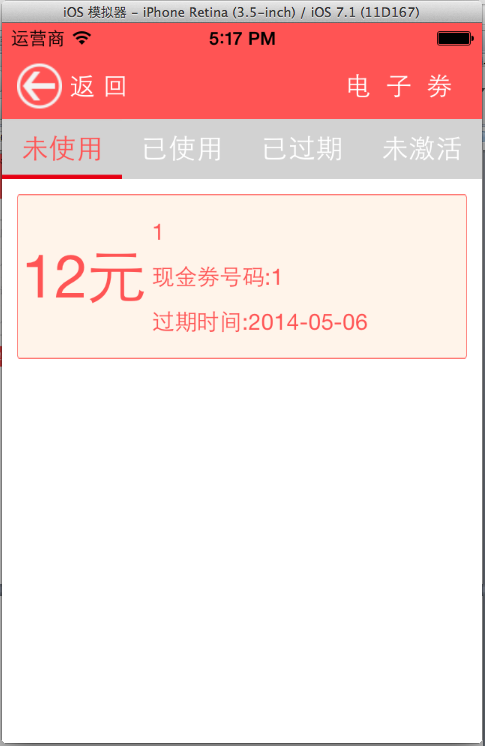 iOS 模拟器 – iPhone Retina (3.5-inch) / iOS 7.1 (11D167)
运营商 5:17 PM
返回 电子券
未使用 已使用 已过期 未激活
1
12元
现金券号码:1
过期时间:2014-05-06